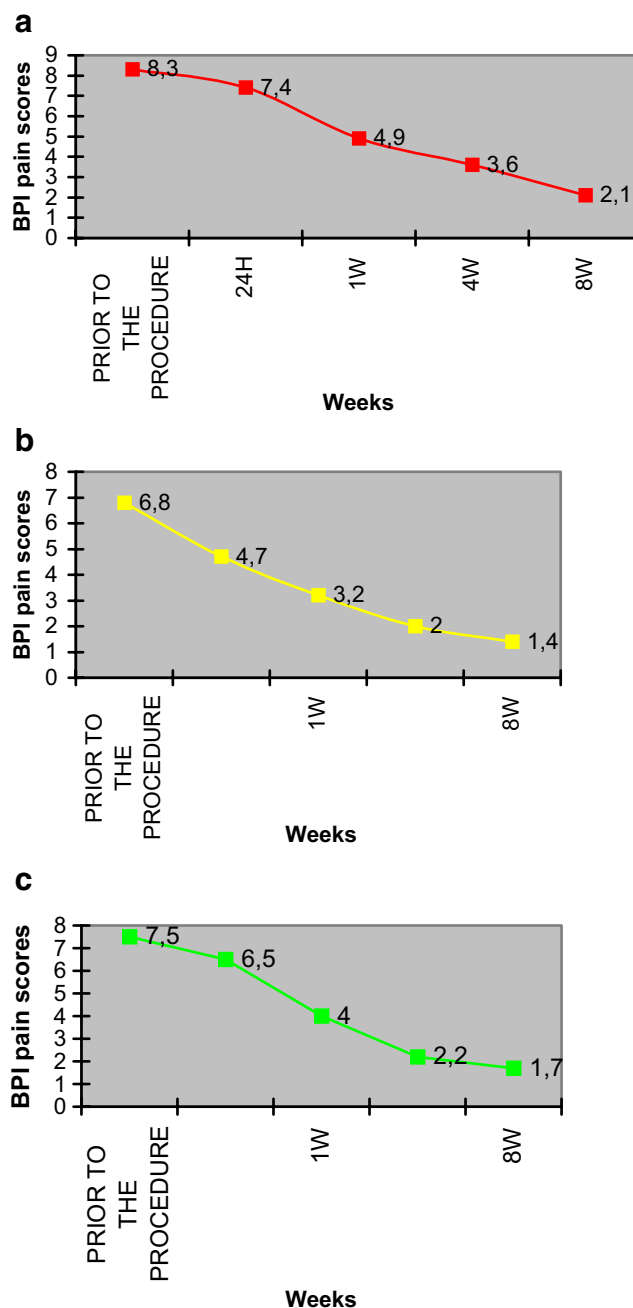 a
BPI pain scores
9
8
7
6
5
4
3
2
1
0
8,3
7,4
4,9
3,6
2,1
PRIOR TO
THE
PROCEDURE
24H
1W
4W
8W
Weeks
b
BPI pain scores
8
7
6
5
4
3
2
1
0
6,8
4,7
3,2
2
1,4
PRIOR TO
THE
PROCEDURE
1W
8W
Weeks
c
BPI pain scores
8
7
6
5
4
3
2
1
0
7,5
6,5
4
2,2
1,7
PRIOR TO
THE
PROCEDURE
1W
8W
Weeks